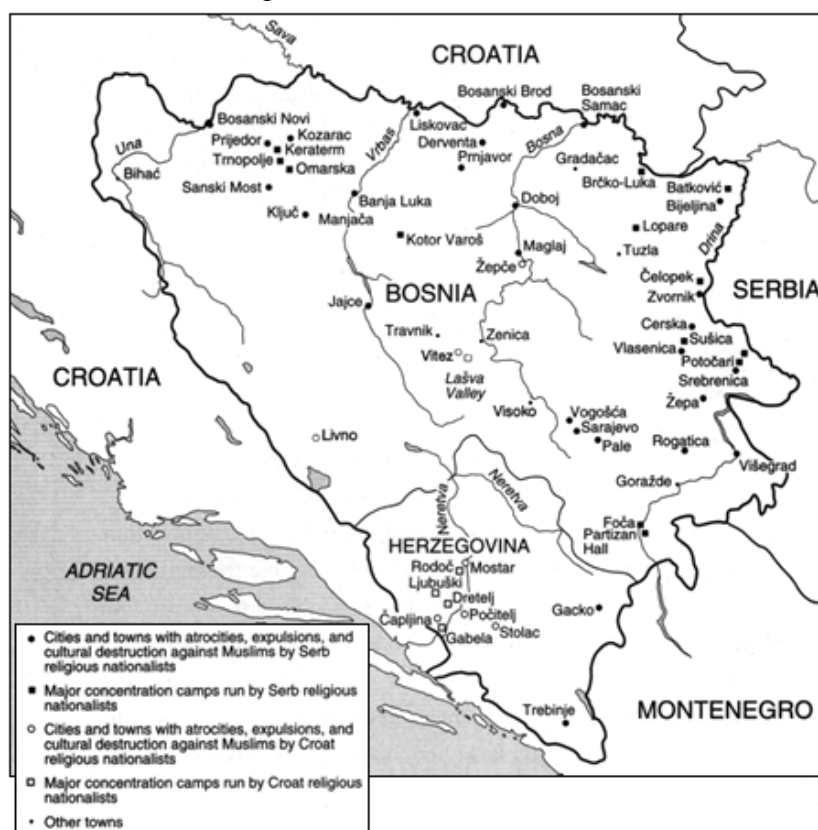 Sava
CROATIA
Bosanski Brod
Bosanski
Samac
Bosanski Novi
Liskovac
Una
Prijedor
Kozarac
Vrbas
Derventa
Bosna
Keraterm
Prnjavor
Gradačac
Trnopolje
Omarska
Bihać
Brčko-Luka
Batković
Sanski Most
Banja Luka
Bijeljina
Doboj
Ključ
Manjača
Lopare
Drina
Kotor Varoš
Maglaj
Tuzla
Žepče
Čelopek
BOSNIA
Zvornik
SERBIA
Jajce
Cerska
Travnik
Zenica
Sušica
Vlasenica
Vitez
Potočari
Lašva
Valley
Srebrenica
CROATIA
Visoko
Žepa
Vogošća
Sarajevo
Livno
Pale
Rogatica
Višegrad
Neretva
Neretva
Goražde
Foča
Partizan
Hall
HERZEGOVINA
Rodoč
Mostar
ADRIATIC
SEA
Ljubuški
Dretelj
Čapljina
Počitelj
Gacko
Stolac
Gabela
MONTENEGRO
Trebinje
Cities and towns with atrocities, expulsions, and
cultural destruction against Muslims by Serb
religious nationalists
Major concentration camps run by Serb religious
nationalists
Cities and towns with atrocities, expulsions, and
cultural destruction against Muslims by Croat
religious nationalists
Major concentration camps run by Croat religious
nationalists
Other towns